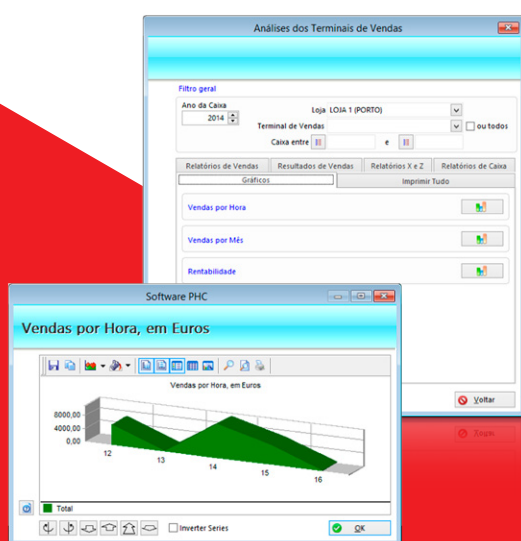 Análises dos Terminais de Vendas
Filtro geral
Ano da Caixa
2014
Loja LOJA 1 (PORTO)
Terminal de Vendas
ou todos
Caixa entre
e
Relatórios de Vendas
Resultados de Vendas
Relatórios X e Z
Relatórios de Caixa
Gráficos
Imprimir Tudo
Vendas por Hora
Vendas por Mês
Rentabilidade
Voltar
Software PHC
Vendas por Hora, em Euros
Vendas por Hora, em Euros
8000,00
4000,00
0,00
12
13
14
15
16
Total
Inverter Series
OK